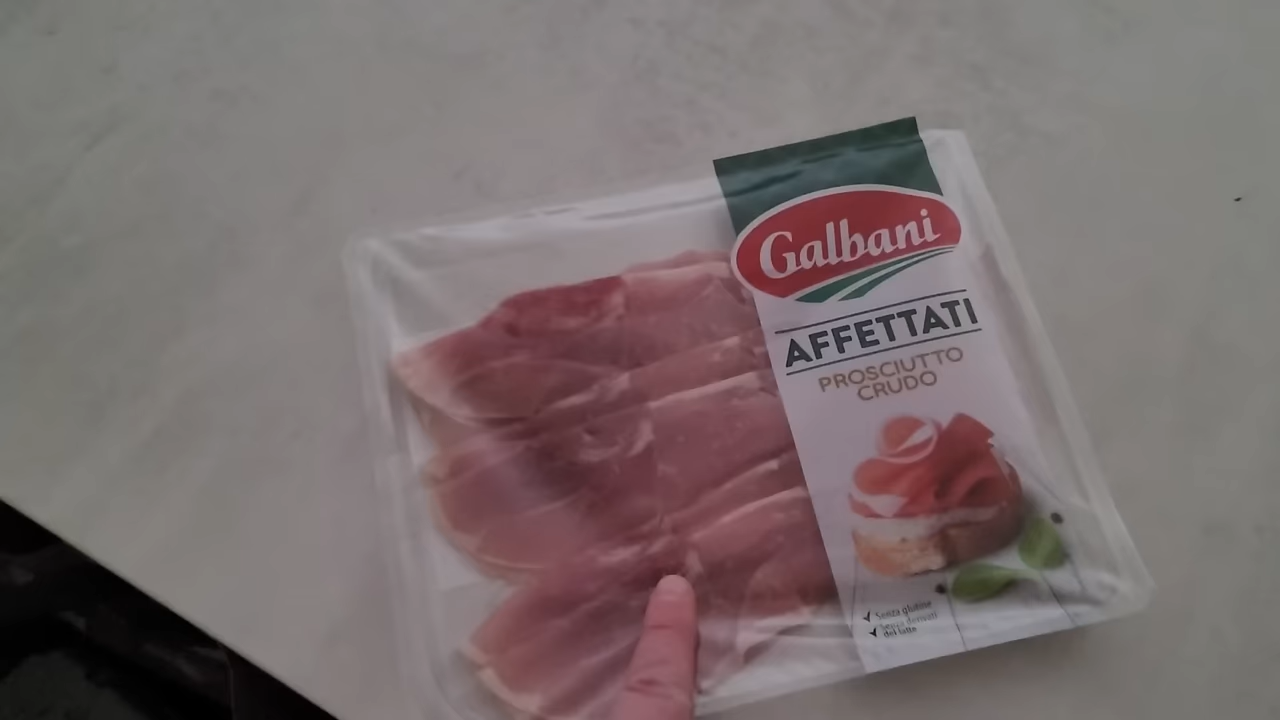 Galbani
AFFETTATI
PROSCIUTTO
CRUDO
Senza glutine
Senza derivati
del latte